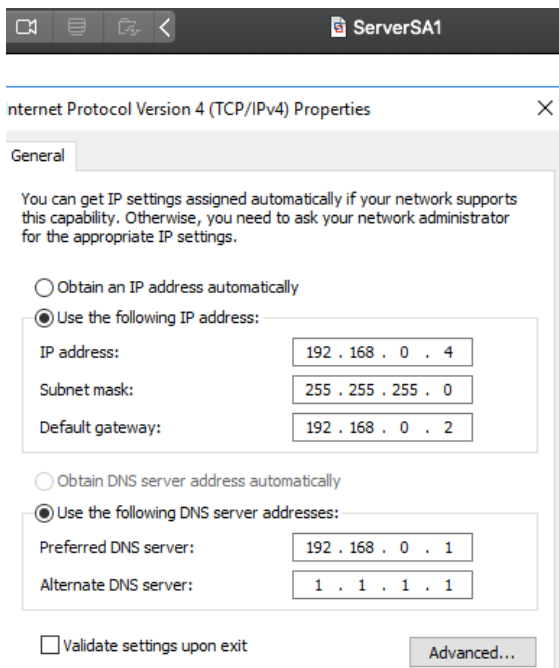 ServerSA1
nternet Protocol Version 4 (TCP/IPv4) Properties
General
You can get IP settings assigned automatically if your network supports
this capability. Otherwise, you need to ask your network administrator
for the appropriate IP settings.
Obtain an IP address automatically
Use the following IP address:
IP address: 192 . 168 . 0 . 4
Subnet mask: 255 . 255 . 255 . 0
Default gateway: 192 . 168 . 0 . 2
Obtain DNS server address automatically
Use the following DNS server addresses:
Preferred DNS server: 192 . 168 . 0 . 1
Alternate DNS server: 1 . 1 . 1 . 1
Validate settings upon exit
Advanced...